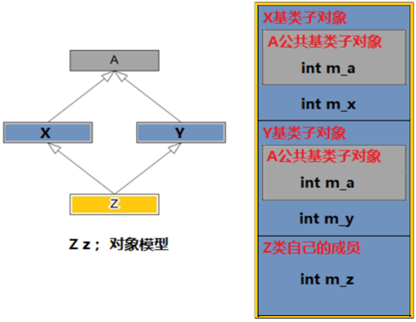 A
X
Y
Z
Z z；对象模型
X基类子对象
A公共基类子对象
int m_a
int m_x
Y基类子对象
A公共基类子对象
int m_a
int m_y
Z类自己的成员
int m_z